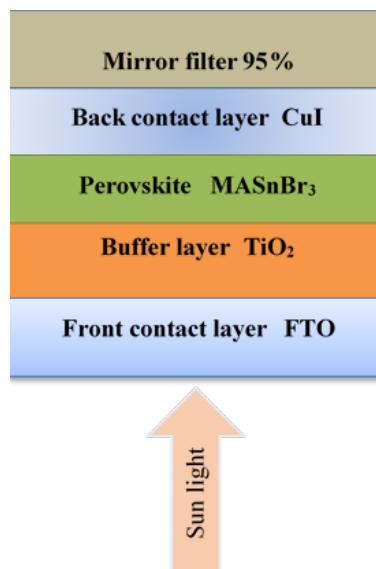 Mirror filter 95%
Back contact layer CuI
Perovskite MASnBr₃
Buffer layer TiO₂
Front contact layer FTO
Sun light